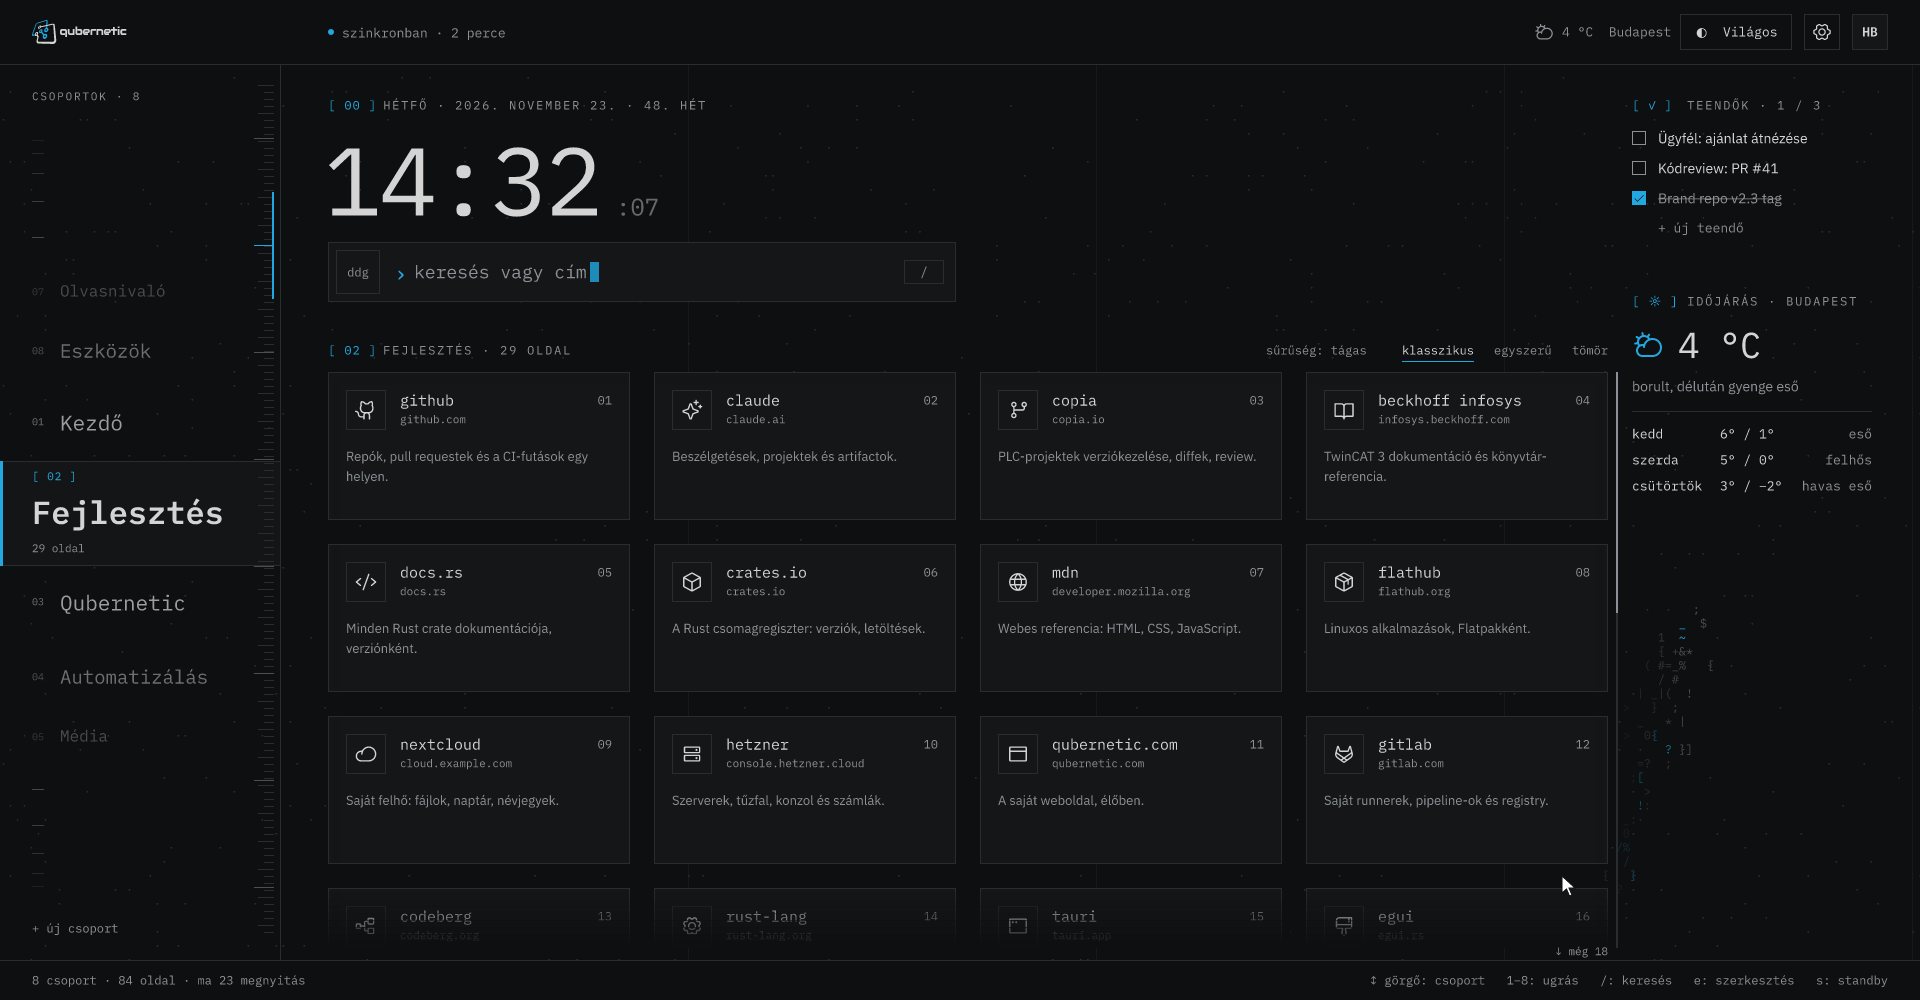 qubernetic
szinkronban · 2 perce
4 °C Budapest
Világos
HB
CSOPORTOK · 8
07 Olvasnivaló
08 Eszközök
01 Kezdő
[ 02 ]
Fejlesztés
29 oldal
03 Qubernetic
04 Automatizálás
05 Média
+ új csoport
[ 00 ] HÉTFŐ · 2026. NOVEMBER 23. · 48. HÉT
14:32 :07
ddg › keresés vagy cím /
[ 02 ] FEJLESZTÉS · 29 OLDAL
sűrűség: tágas klasszikus egyszerű tömör
github 01
github.com
Repók, pull requestek és a CI-futások egy
helyen.
claude 02
claude.ai
Beszélgetések, projektek és artifactok.
copia 03
copia.io
PLC-projektek verziókezelése, diffek, review.
beckhoff infosys 04
infosys.beckhoff.com
TwinCAT 3 dokumentáció és könyvtár-
referencia.
docs.rs 05
docs.rs
Minden Rust crate dokumentációja,
verziónként.
crates.io 06
crates.io
A Rust csomagregiszter: verziók, letöltések.
mdn 07
developer.mozilla.org
Webes referencia: HTML, CSS, JavaScript.
flathub 08
flathub.org
Linuxos alkalmazások, Flatpakként.
nextcloud 09
cloud.example.com
Saját felhő: fájlok, naptár, névjegyek.
hetzner 10
console.hetzner.cloud
Szerverek, tűzfal, konzol és számlák.
qubernetic.com 11
qubernetic.com
A saját weboldal, élőben.
gitlab 12
gitlab.com
Saját runnerek, pipeline-ok és registry.
codeberg 13
codeberg.org
rust-lang 14
rust-lang.org
tauri 15
tauri.app
egui 16
egui.rs
↓ még 18
[ √ ] TEENDŐK · 1 / 3
Ügyfél: ajánlat átnézése
Kódreview: PR #41
Brand repo v2.3 tag
+ új teendő
[ ☼ ] IDŐJÁRÁS · BUDAPEST
4 °C
borult, délután gyenge eső
kedd 6° / 1° eső
szerda 5° / 0° felhős
csütörtök 3° / −2° havas eső
8 csoport · 84 oldal · ma 23 megnyitás
↕ görgő: csoport 1–8: ugrás /: keresés e: szerkesztés s: standby